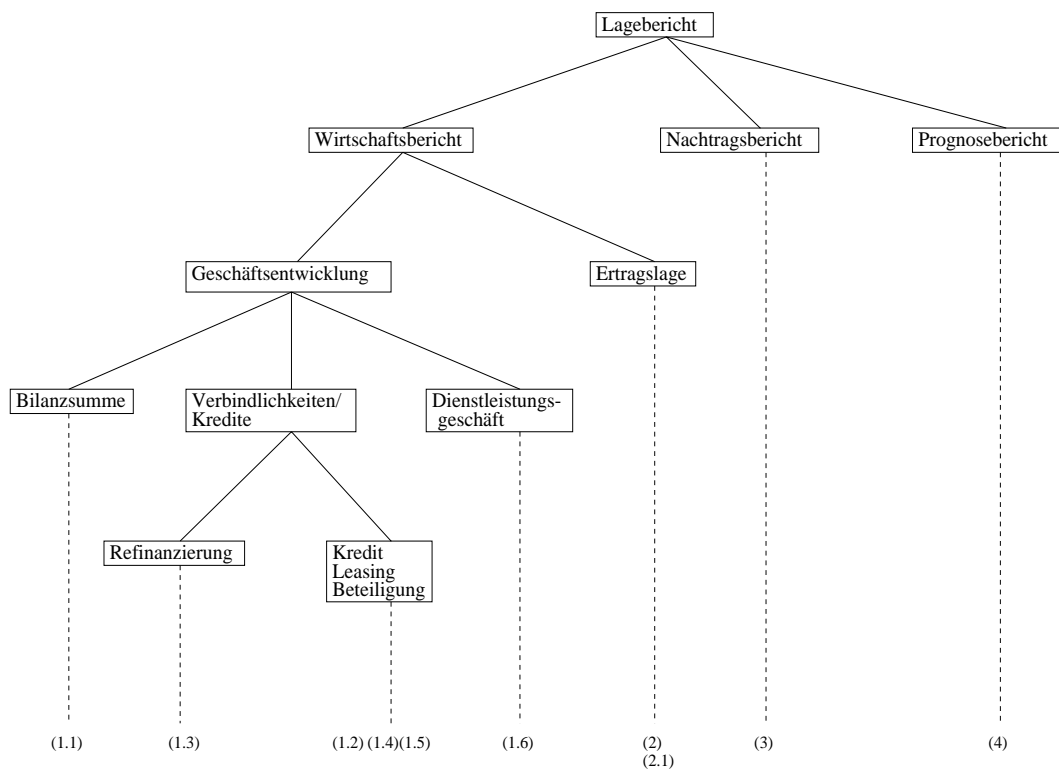 Lagebericht
Wirtschaftsbericht
Nachtragsbericht
Prognosebericht
Geschäftsentwicklung
Ertragslage
Bilanzsumme
Verbindlichkeiten/
Kredite
Dienstleistungs-
geschäft
Refinanzierung
Kredit
Leasing
Beteiligung
(1.1)
(1.3)
(1.2) (1.4)(1.5)
(1.6)
(2)
(2.1)
(3)
(4)